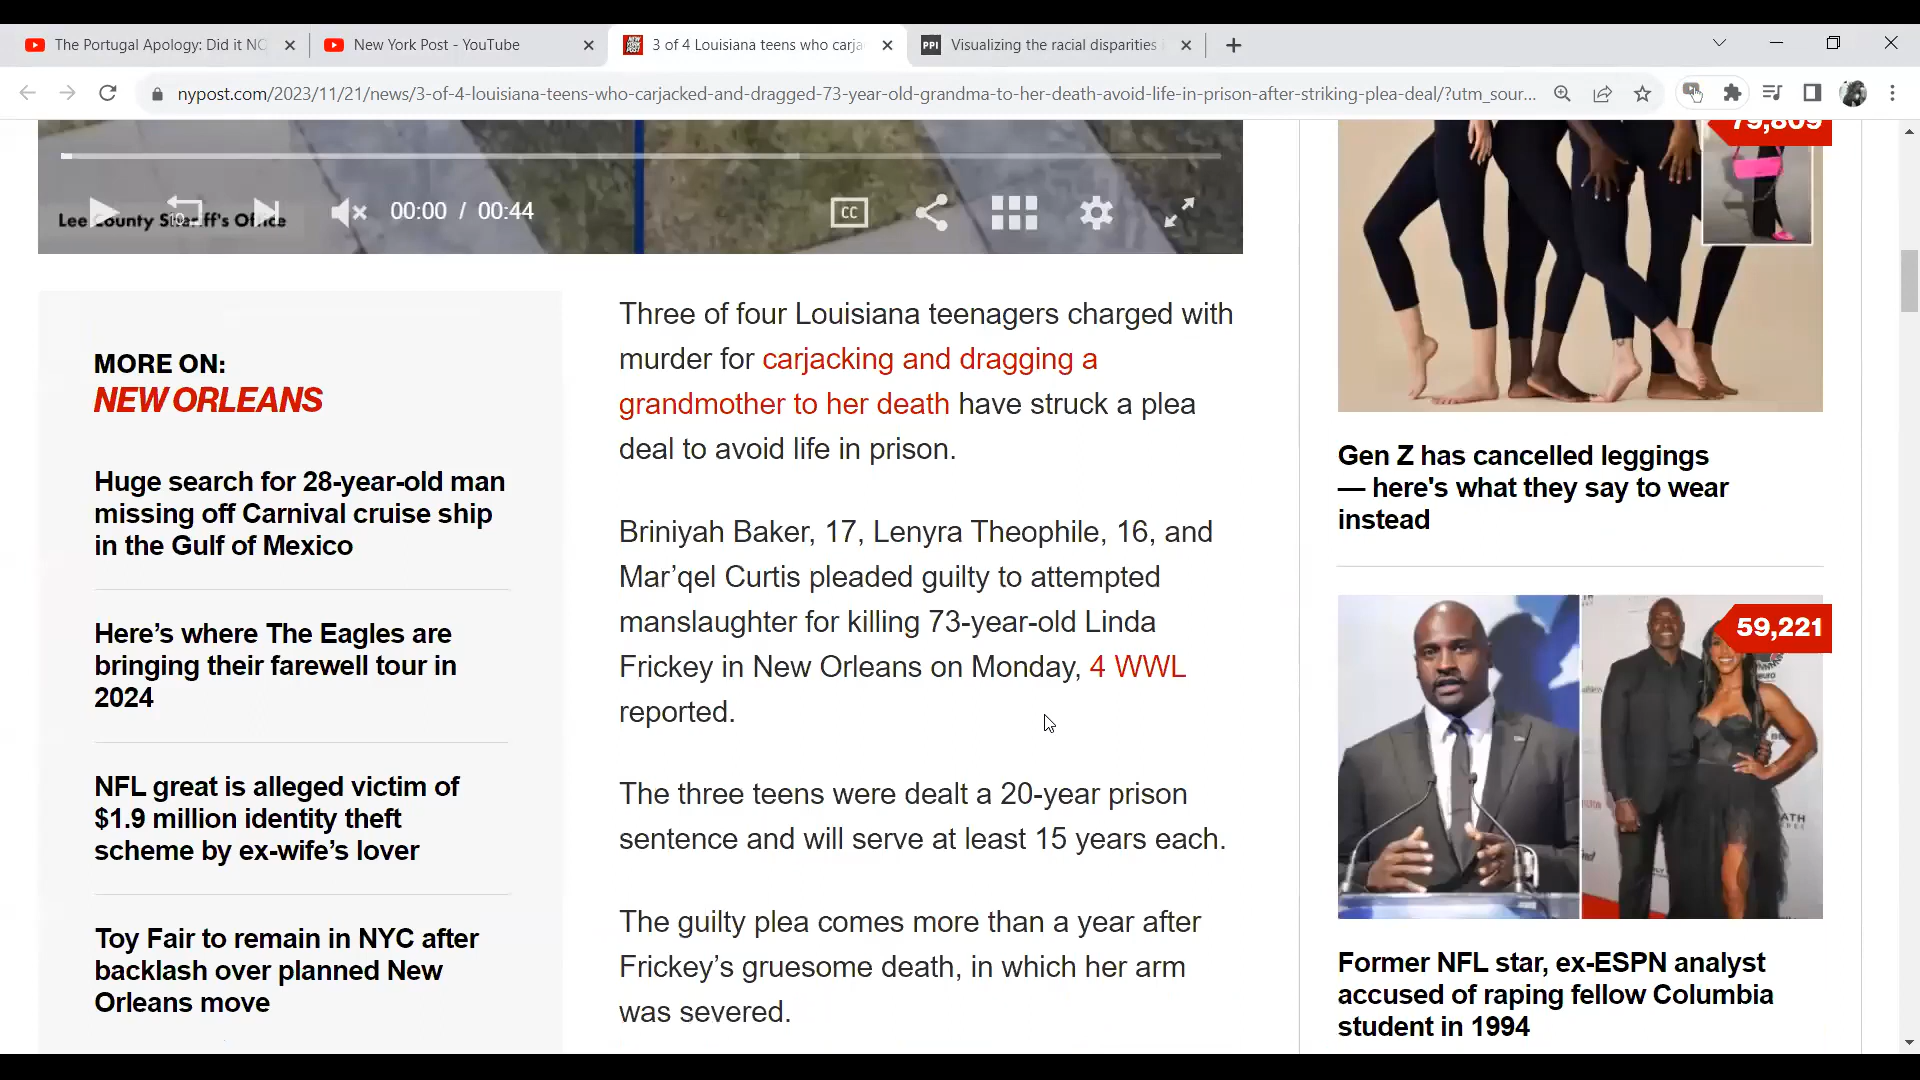 The Portugal Apology: Did it NO
New York Post - YouTube
3 of 4 Louisiana teens who carja
PPI
Visualizing the racial disparities
nypost.com/2023/11/21/news/3-of-4-louisiana-teens-who-carjacked-and-dragged-73-year-old-grandma-to-her-death-avoid-life-in-prison-after-striking-plea-deal/?utm_sour...
Lee County Sheriff's Office
00:00 / 00:44
CC
79,809
MORE ON:
NEW ORLEANS
Huge search for 28-year-old man
missing off Carnival cruise ship
in the Gulf of Mexico
Here's where The Eagles are
bringing their farewell tour in
2024
NFL great is alleged victim of
$1.9 million identity theft
scheme by ex-wife's lover
Toy Fair to remain in NYC after
backlash over planned New
Orleans move
Three of four Louisiana teenagers charged with
murder for carjacking and dragging a
grandmother to her death have struck a plea
deal to avoid life in prison.
Briniyah Baker, 17, Lenyra Theophile, 16, and
Mar'qel Curtis pleaded guilty to attempted
manslaughter for killing 73-year-old Linda
Frickey in New Orleans on Monday, 4 WWL
reported.
The three teens were dealt a 20-year prison
sentence and will serve at least 15 years each.
The guilty plea comes more than a year after
Frickey's gruesome death, in which her arm
was severed.
Gen Z has cancelled leggings
— here's what they say to wear
instead
59,221
Former NFL star, ex-ESPN analyst
accused of raping fellow Columbia
student in 1994